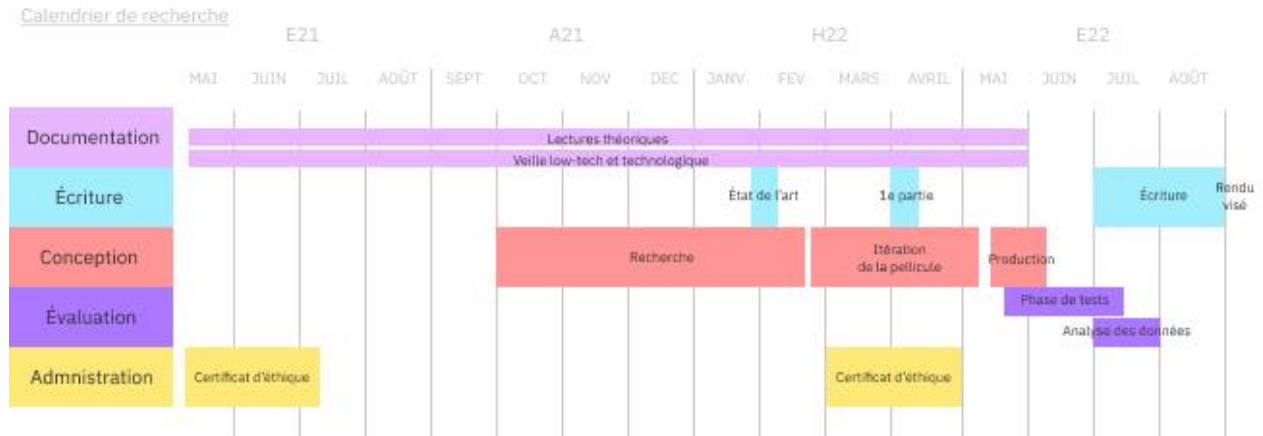 Calendrier de recherche
E21 A21 H22 E22
MAI JUIN JUIL AOÛT SEPT OCT NOV DEC JANV FEV MARS AVRIL MAI JUIN JUIL AOÛT
Documentation
Lectures théoriques
Veille low-tech et technologique
Écriture
État de l'art
1e partie
Écriture
Rendu
visé
Conception
Recherche
Itération
de la pellicule
Production
Évaluation
Phase de tests
Analyse des données
Admnistration
Certificat d'éthique
Certificat d'éthique